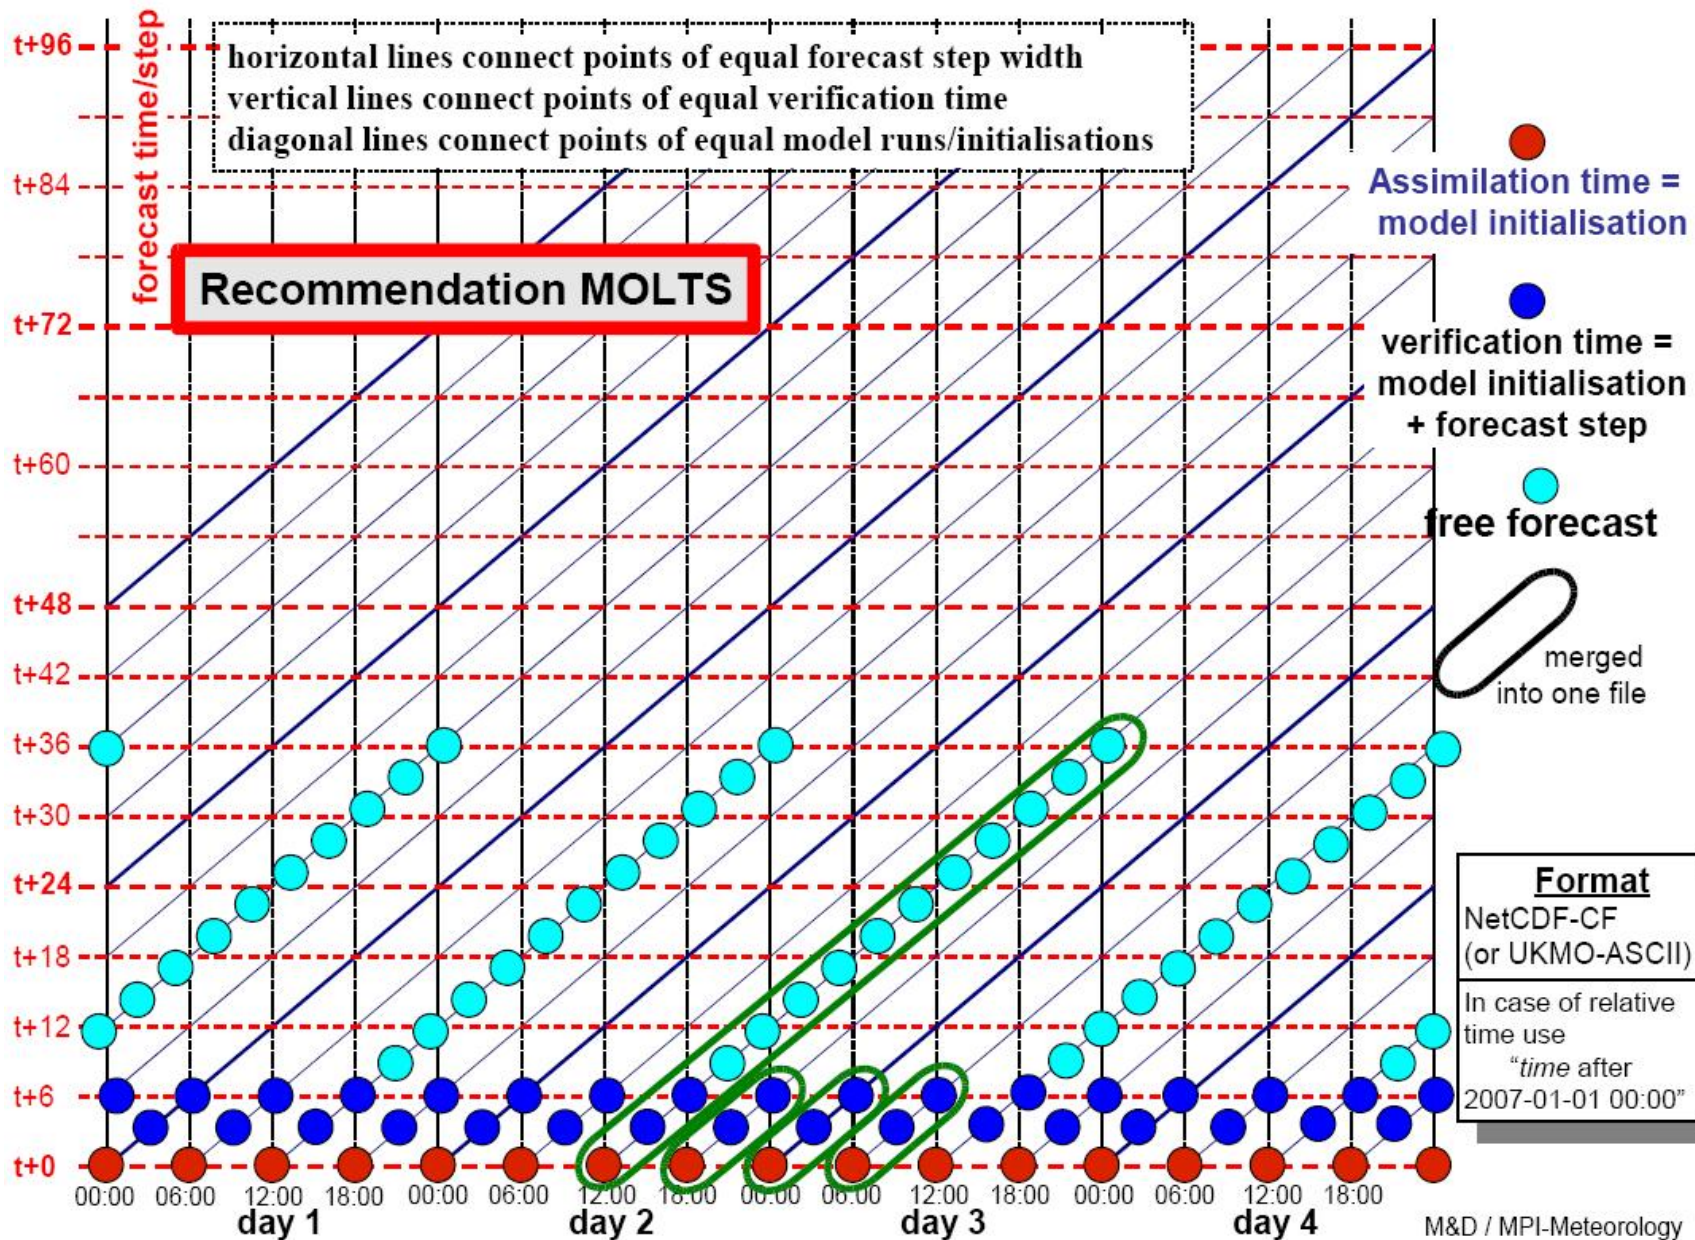 t+96
forecast time/step
horizontal lines connect points of equal forecast step width
vertical lines connect points of equal verification time
diagonal lines connect points of equal model runs/initialisations
t+84
Recommendation MOLTS
t+72
t+60
t+48
t+42
t+36
t+30
t+24
t+18
t+12
t+6
t+0
00:00 06:00 12:00 18:00 00:00 06:00 12:00 18:00 00:00 06:00 12:00 18:00 00:00 06:00 12:00 18:00
day 1 day 2 day 3 day 4
Assimilation time =
model initialisation
verification time =
model initialisation
+ forecast step
free forecast
merged
into one file
Format
NetCDF-CF
(or UKMO-ASCII)
In case of relative
time use
“time after
2007-01-01 00:00”
M&D / MPI-Meteorology